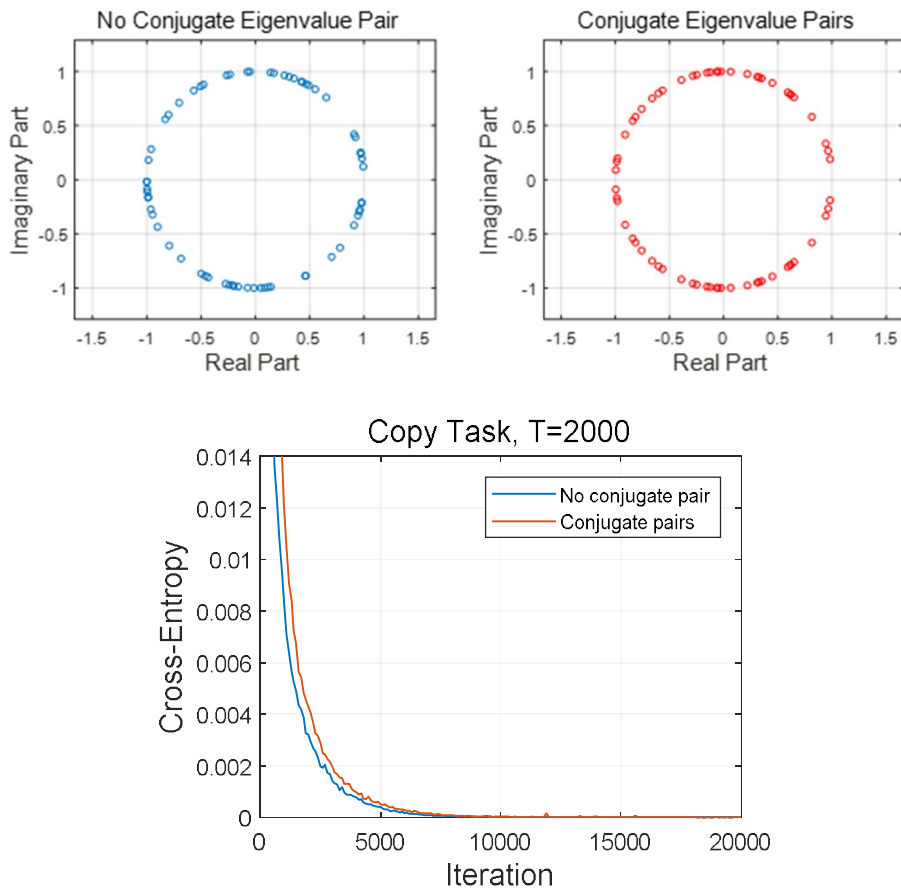 No Conjugate Eigenvalue Pair
Conjugate Eigenvalue Pairs
1
0.5
0
-0.5
-1
Imaginary Part
-1.5 -1 -0.5 0 0.5 1 1.5
Real Part
1
0.5
0
-0.5
-1
Imaginary Part
-1.5 -1 -0.5 0 0.5 1 1.5
Real Part
Copy Task, T=2000
0.014
0.012
0.01
0.008
0.006
0.004
0.002
0
Cross-Entropy
No conjugate pair
Conjugate pairs
0 5000 10000 15000 20000
Iteration